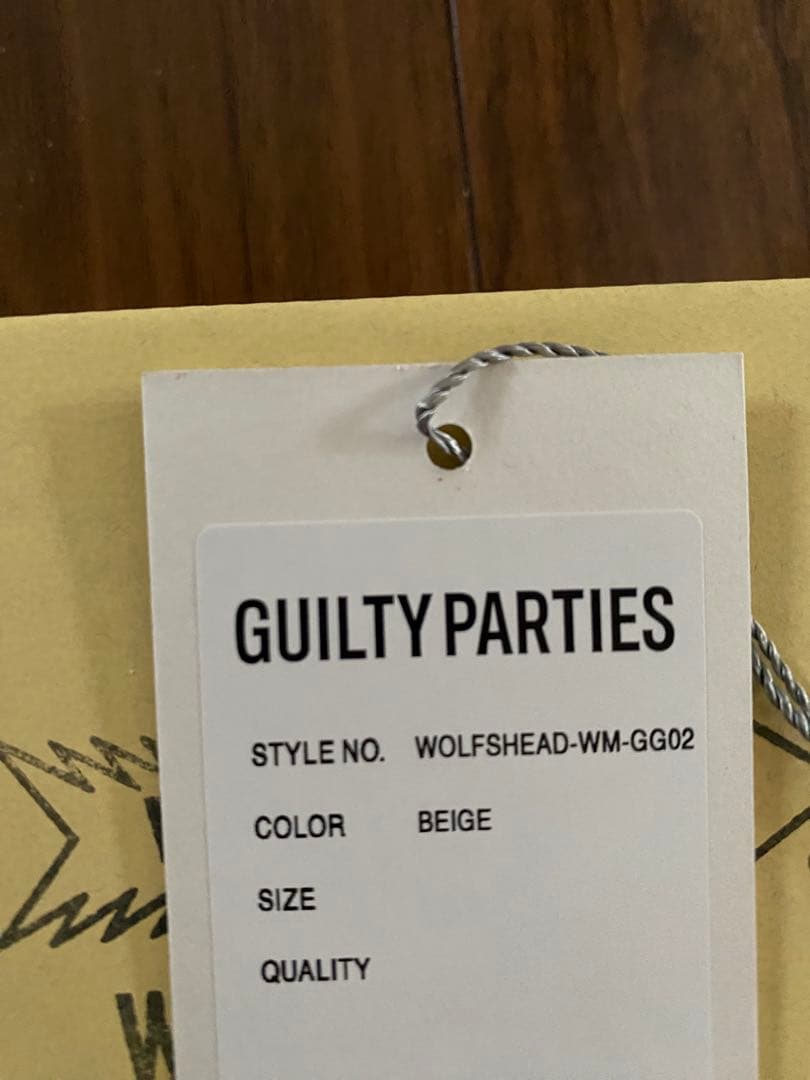 GUILTY PARTIES
STYLE NO. WOLFSHEAD-WM-GG02
COLOR BEIGE
SIZE
QUALITY
W